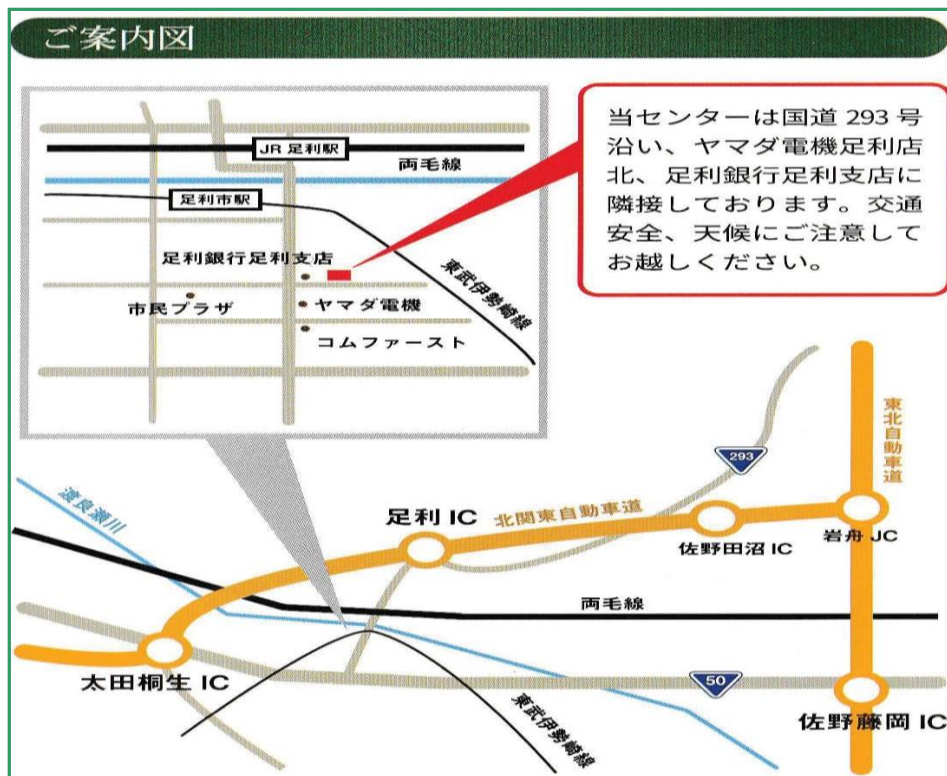 ご案内図
当センターは国道 293 号
沿い、ヤマダ電機足利店
北、足利銀行足利支店に
隣接しております。交通
安全、天候にご注意して
お越しください。
JR 足利駅
両毛線
足利市駅
足利銀行足利支店
東武伊勢崎線
市民プラザ
ヤマダ電機
コムファースト
東北自動車道
293
渡良瀬川
足利 IC
北関東自動車道
佐野田沼 IC
岩舟 JC
両毛線
太田桐生 IC
50
東武伊勢崎線
佐野藤岡 IC